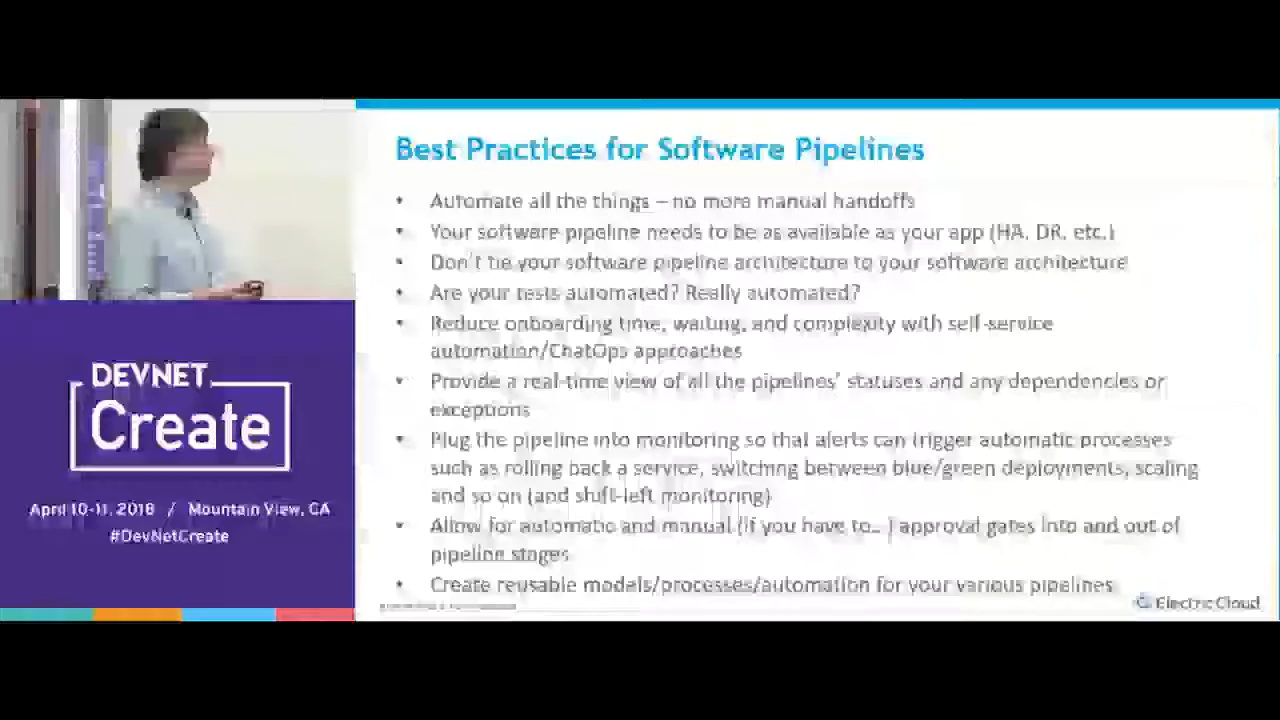 Best Practices for Software Pipelines
• Automate all the things – no more manual handoffs
• Your software pipeline needs to be as available as your app (HA, DR, etc.)
• Don't tie your software pipeline architecture to your software architecture
• Are your tests automated? Really automated?
• Reduce onboarding time, waiting, and complexity with self-service
automation/ChatOps approaches
• Provide a real-time view of all the pipelines' statuses and any dependencies or
exceptions
• Plug the pipeline into monitoring so that alerts can trigger automatic processes
such as rolling back a service, switching between blue/green deployments, scaling
and so on (and shift-left monitoring)
• Allow for automatic and manual (if you have to...) approval gates into and out of
pipeline stages
• Create reusable models/processes/automation for your various pipelines
Electric Cloud
DEVNET
Create
April 10-11, 2018 / Mountain View, CA
#DevNetCreate